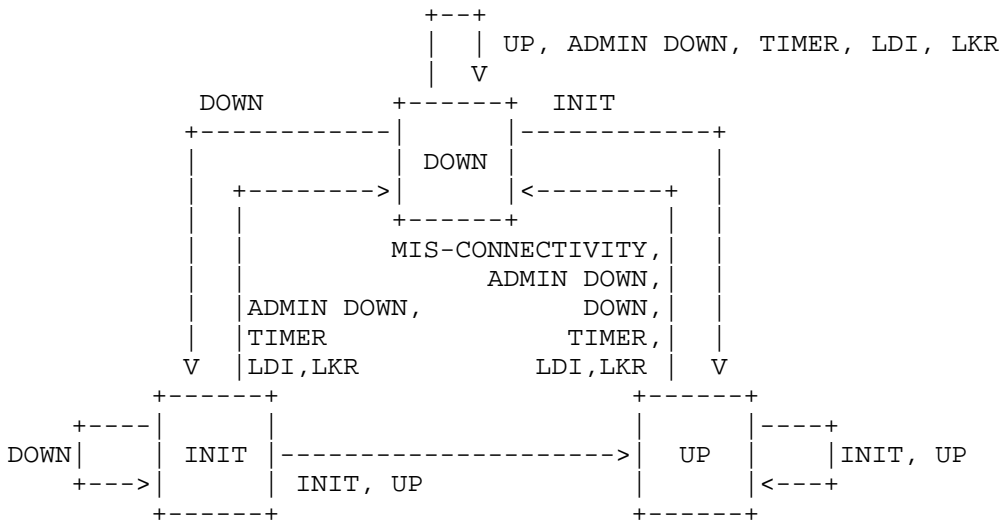 UP, ADMIN DOWN, TIMER, LDI, LKR
DOWN INIT
DOWN
MIS-CONNECTIVITY,
ADMIN DOWN,
ADMIN DOWN, DOWN,
TIMER TIMER,
LDI,LKR LDI,LKR
DOWN INIT UP INIT, UP
INIT, UP